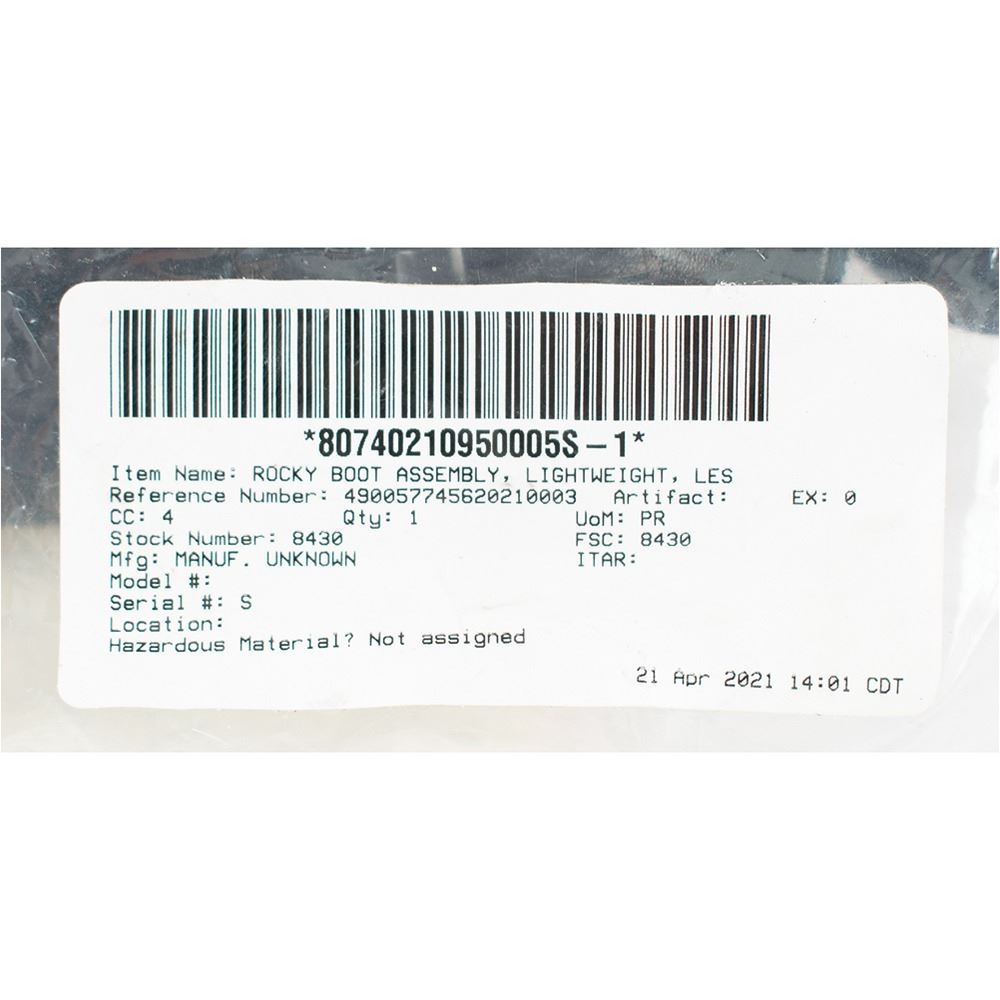 *80740210950005S-1*
Item Name: ROCKY BOOT ASSEMBLY, LIGHTWEIGHT, LES
Reference Number: 490057745620210003 Artifact: EX: 0
CC: 4 Qty: 1 UoM: PR
Stock Number: 8430 FSC: 8430
Mfg: MANUF. UNKNOWN ITAR:
Model #:
Serial #: S
Location:
Hazardous Material? Not assigned
21 Apr 2021 14:01 CDT